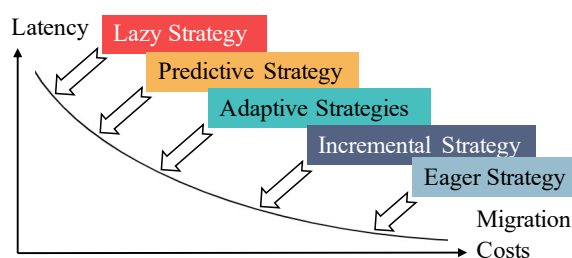 Latency
Lazy Strategy
Predictive Strategy
Adaptive Strategies
Incremental Strategy
Eager Strategy
Migration
Costs